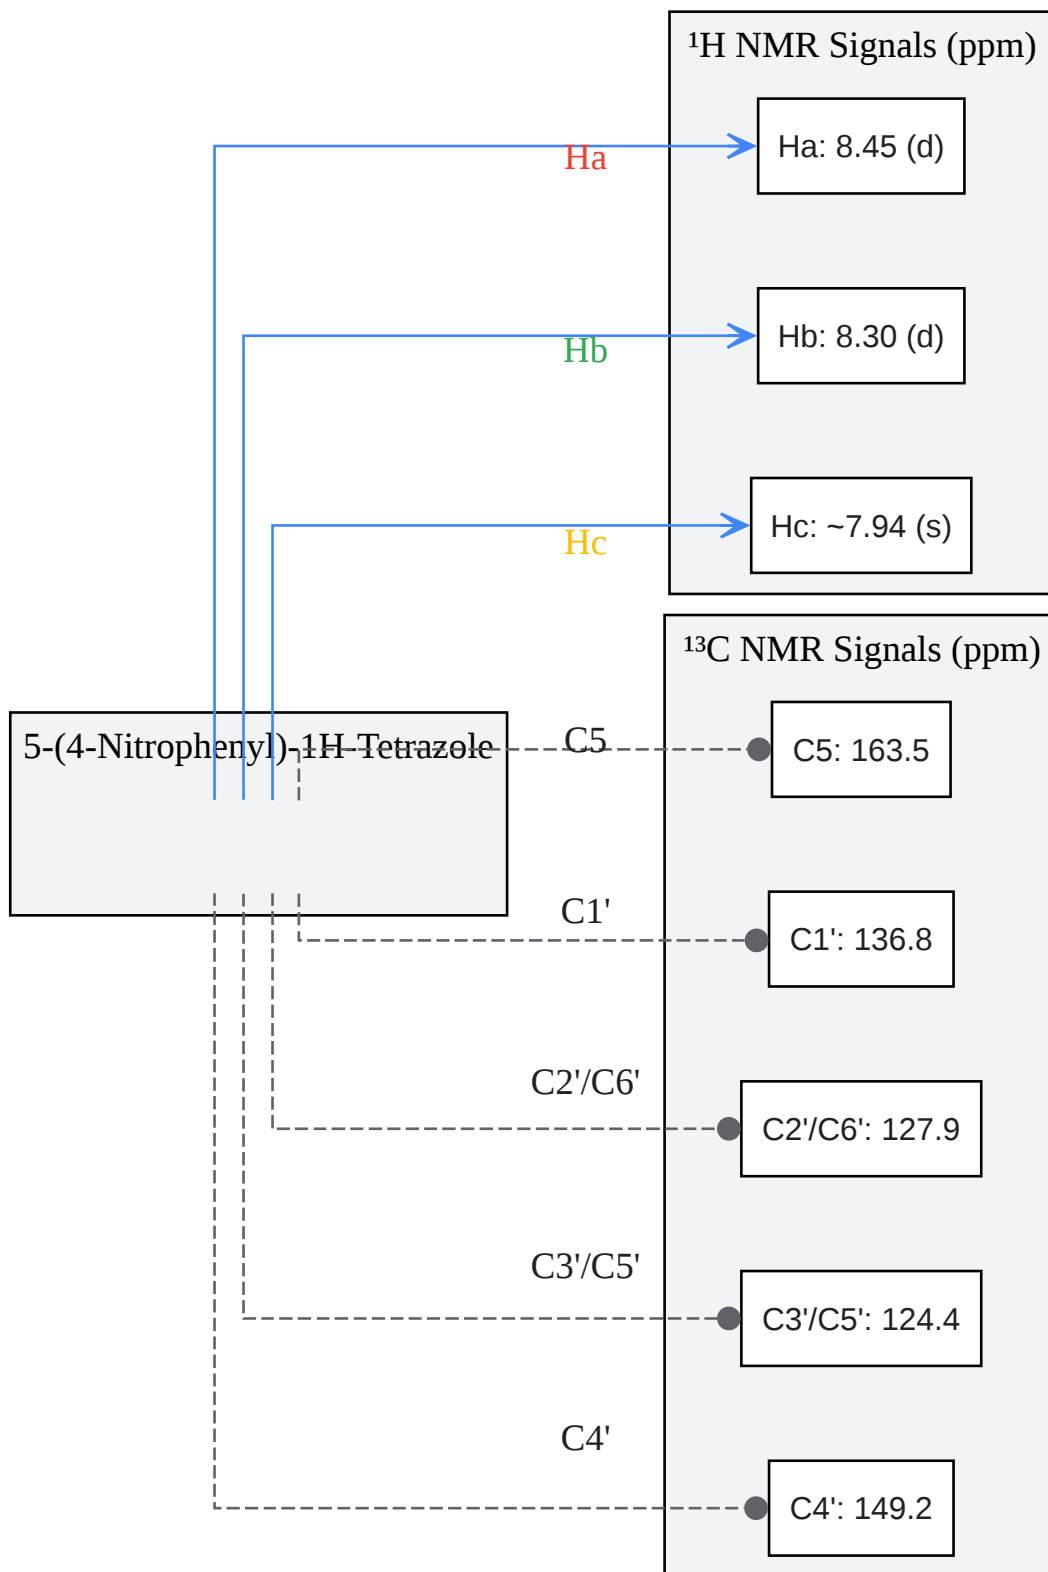 ¹H NMR Signals (ppm)
Ha
Ha: 8.45 (d)
Hb
Hb: 8.30 (d)
Hc
Hc: ~7.94 (s)
¹³C NMR Signals (ppm)
5-(4-Nitrophenyl)-1H-Tetrazole
C5
C5: 163.5
C1'
C1': 136.8
C2'/C6'
C2'/C6': 127.9
C3'/C5'
C3'/C5': 124.4
C4'
C4': 149.2